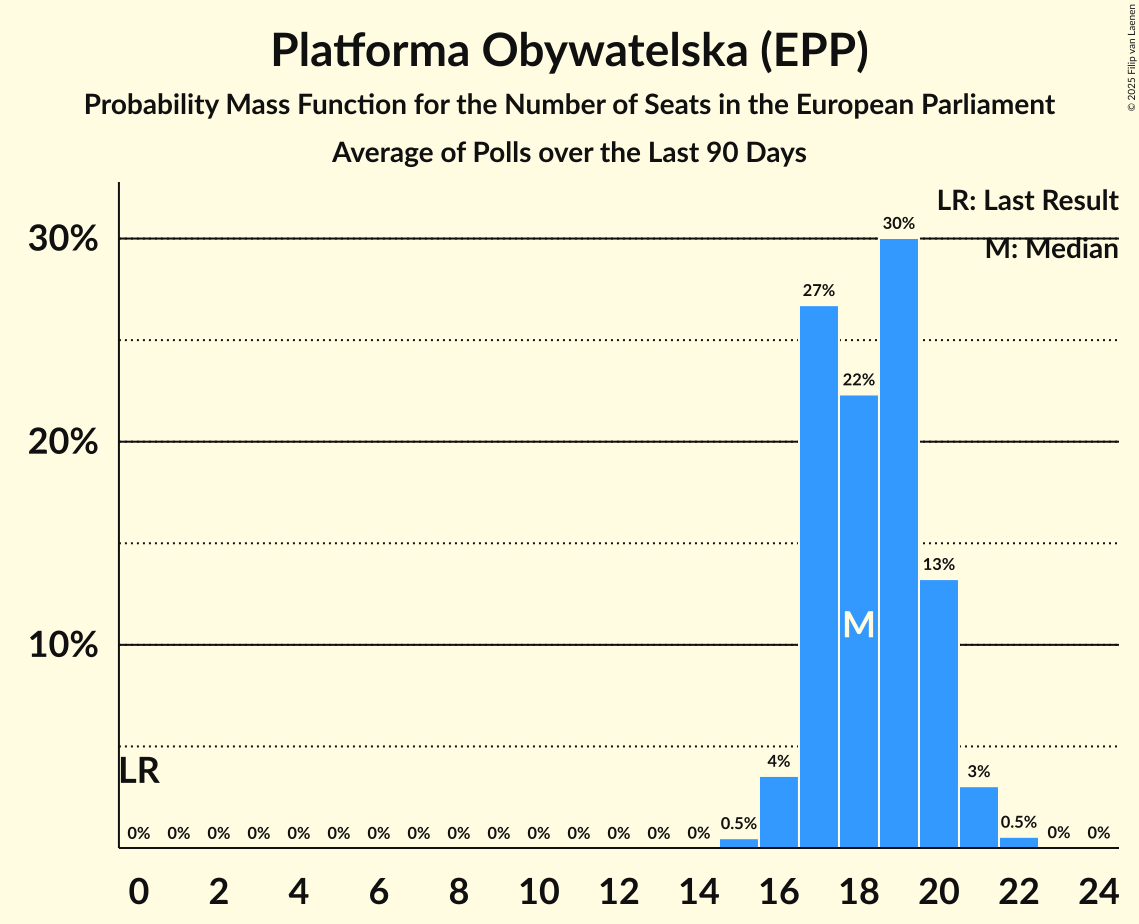 Platforma Obywatelska (EPP)
Probability Mass Function for the Number of Seats in the European Parliament
Average of Polls over the Last 90 Days
© 2025 Filip van Laenen
LR: Last Result
M: Median
30%
20%
10%
30%
27%
22%
13%
M
LR
4%
3%
0% 0% 0% 0% 0% 0% 0% 0% 0% 0% 0% 0% 0% 0% 0% 0.5% 0.5% 0% 0%
0 2 4 6 8 10 12 14 16 18 20 22 24